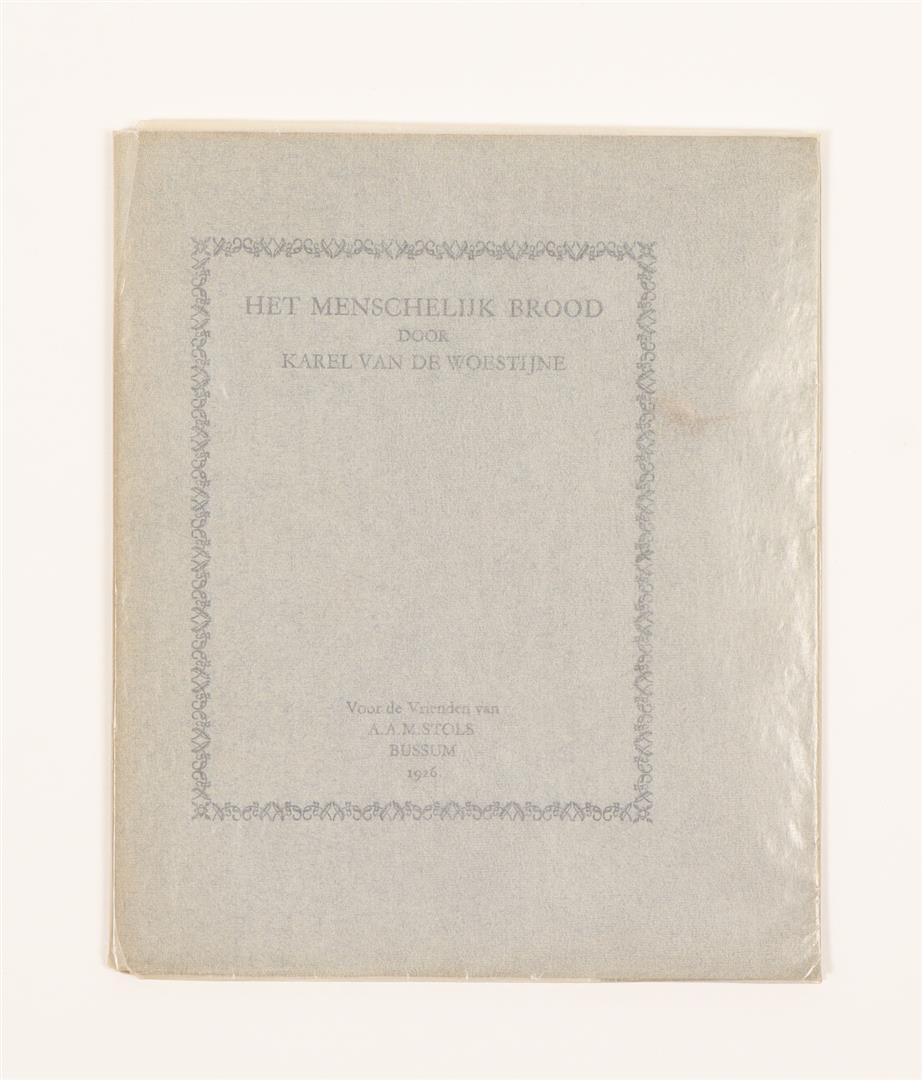 HET MENSCHELIJK BROOD
DOOR
KAREL VAN DE WOESTIJNE
Voor de Vrienden van
A.A.M.STOLS
BUSSUM
1926